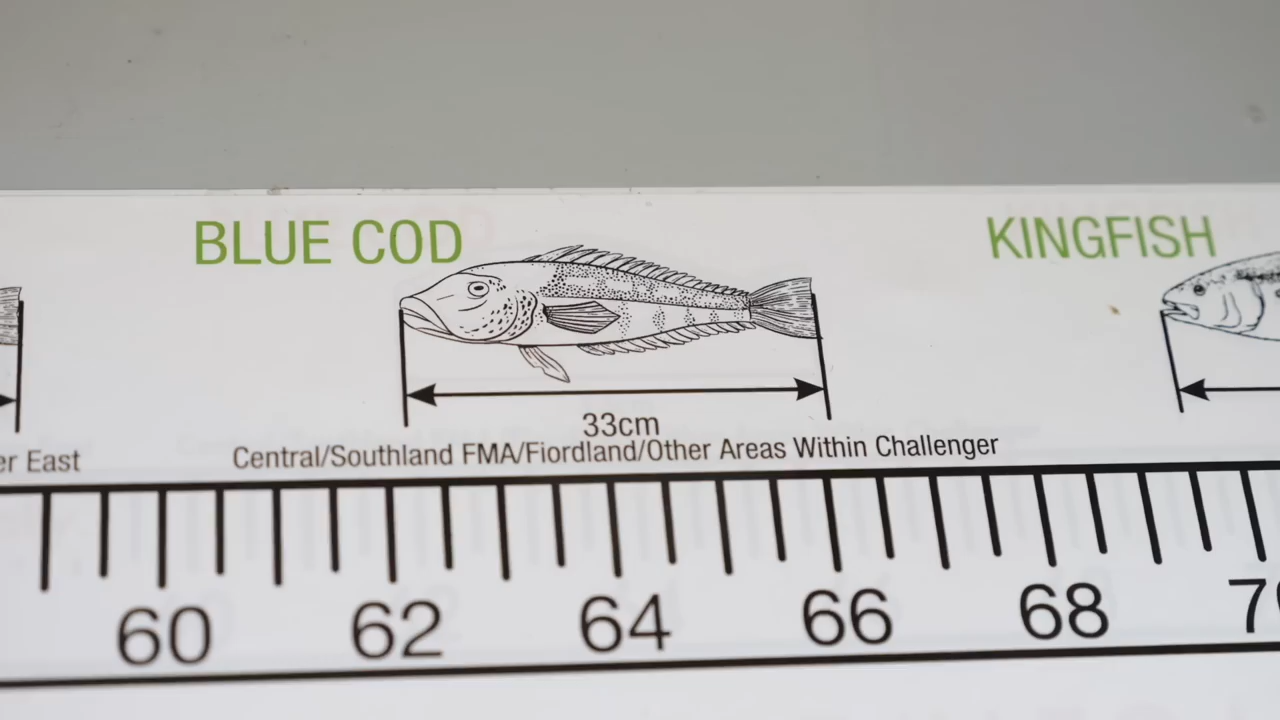 BLUE COD
KINGFISH
33cm
er East
Central/Southland FMA/Fiordland/Other Areas Within Challenger
60 62 64 66 68